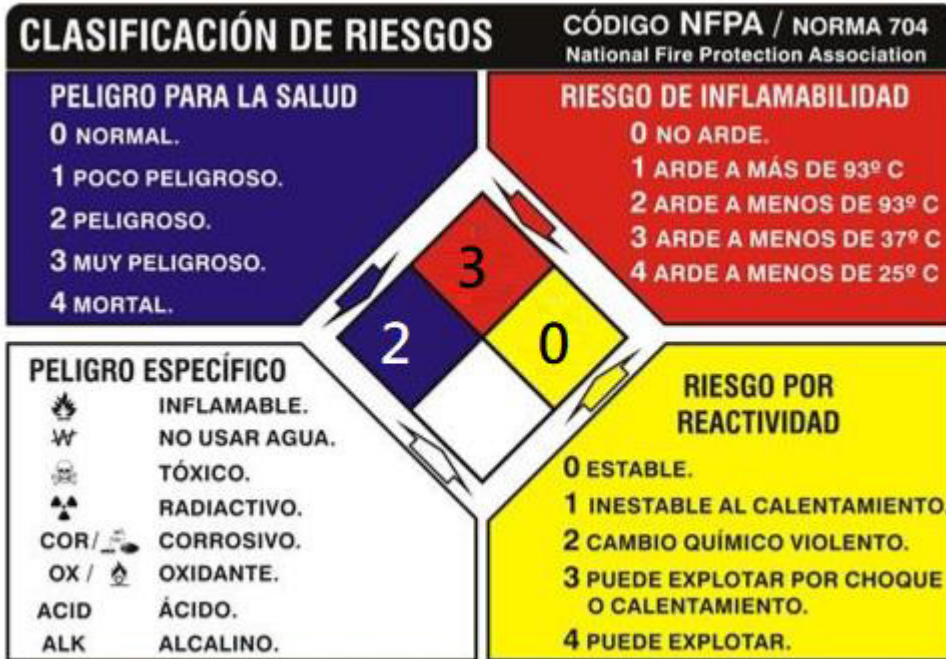 CLASIFICACIÓN DE RIESGOS
CÓDIGO NFPA / NORMA 704
National Fire Protection Association
PELIGRO PARA LA SALUD
0 NORMAL.
1 POCO PELIGROSO.
2 PELIGROSO.
3 MUY PELIGROSO.
4 MORTAL.
RIESGO DE INFLAMABILIDAD
0 NO ARDE.
1 ARDE A MÁS DE 93º C
2 ARDE A MENOS DE 93º C
3 ARDE A MENOS DE 37º C
4 ARDE A MENOS DE 25º C
3
2
0
PELIGRO ESPECÍFICO
INFLAMABLE.
W NO USAR AGUA.
TÓXICO.
RADIACTIVO.
COR/ CORROSIVO.
OX / OXIDANTE.
ACID ÁCIDO.
ALK ALCALINO.
RIESGO POR
REACTIVIDAD
0 ESTABLE.
1 INESTABLE AL CALENTAMIENTO.
2 CAMBIO QUÍMICO VIOLENTO.
3 PUEDE EXPLOTAR POR CHOQUE
O CALENTAMIENTO.
4 PUEDE EXPLOTAR.